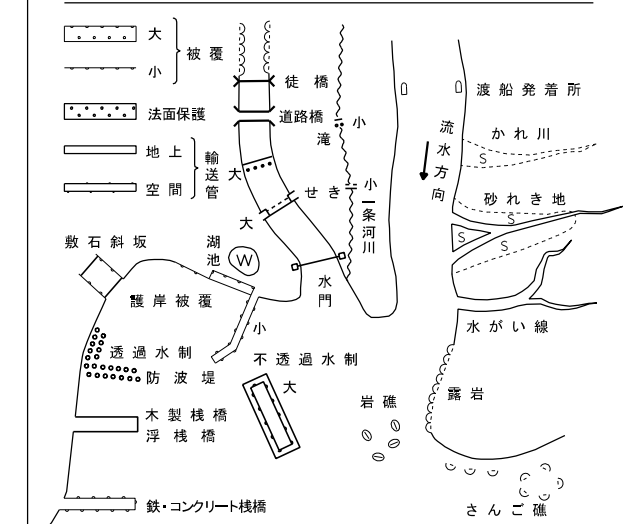 大
小
被覆
法面保護
地上
空間
輸送管
徒橋
道路橋
小
滝
大
せき
小
大
一条河川
流水方向
渡船発着所
かれ川
S
砂れき地
S
S
S
敷石斜坂
湖池
W
水門
護岸被覆
小
水がい線
透過水制
防波堤
不透過水制
大
岩礁
露岩
木製桟橋
浮桟橋
鉄・コンクリート桟橋
さんご礁